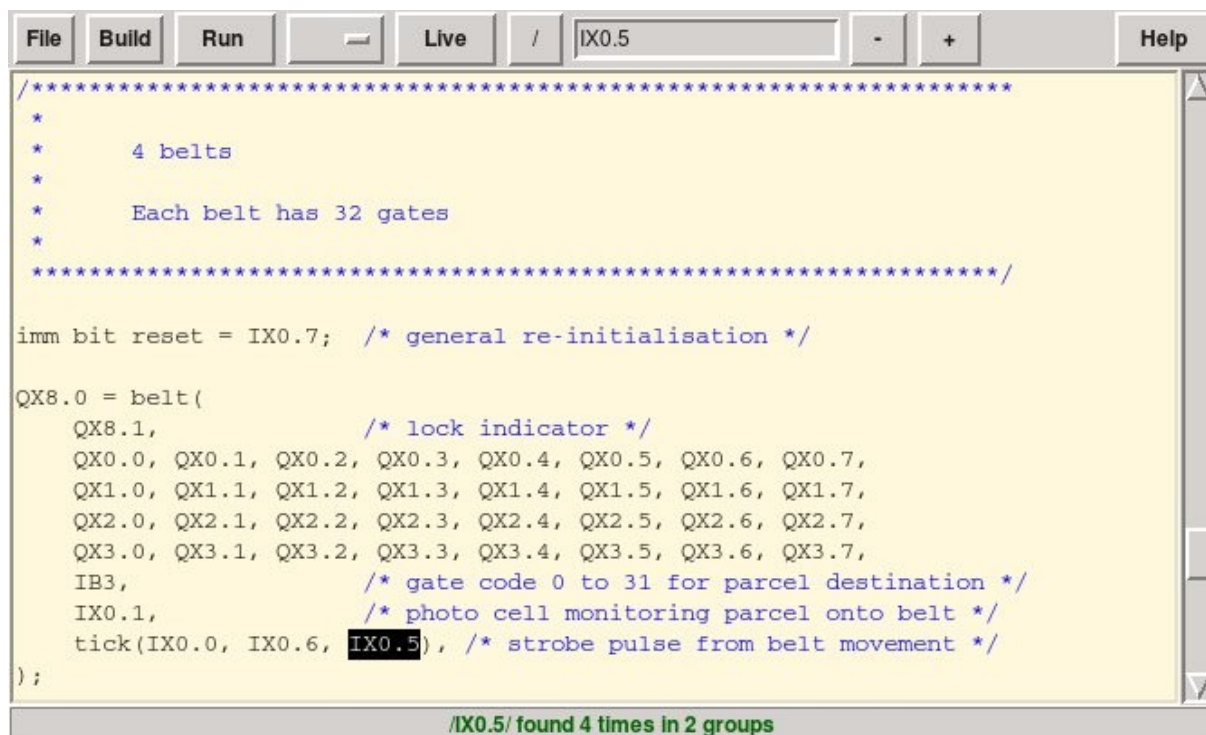 File Build Run Live / IX0.5 - + Help
/********************************************************************
 *
 *      4 belts
 *
 *      Each belt has 32 gates
 *
 *******************************************************************/
imm bit reset = IX0.7;  /* general re-initialisation */
QX8.0 = belt(
    QX8.1,              /* lock indicator */
    QX0.0, QX0.1, QX0.2, QX0.3, QX0.4, QX0.5, QX0.6, QX0.7,
    QX1.0, QX1.1, QX1.2, QX1.3, QX1.4, QX1.5, QX1.6, QX1.7,
    QX2.0, QX2.1, QX2.2, QX2.3, QX2.4, QX2.5, QX2.6, QX2.7,
    QX3.0, QX3.1, QX3.2, QX3.3, QX3.4, QX3.5, QX3.6, QX3.7,
    IB3,                /* gate code 0 to 31 for parcel destination */
    IX0.1,              /* photo cell monitoring parcel onto belt */
    tick(IX0.0, IX0.6, IX0.5), /* strobe pulse from belt movement */
);
/IX0.5/ found 4 times in 2 groups